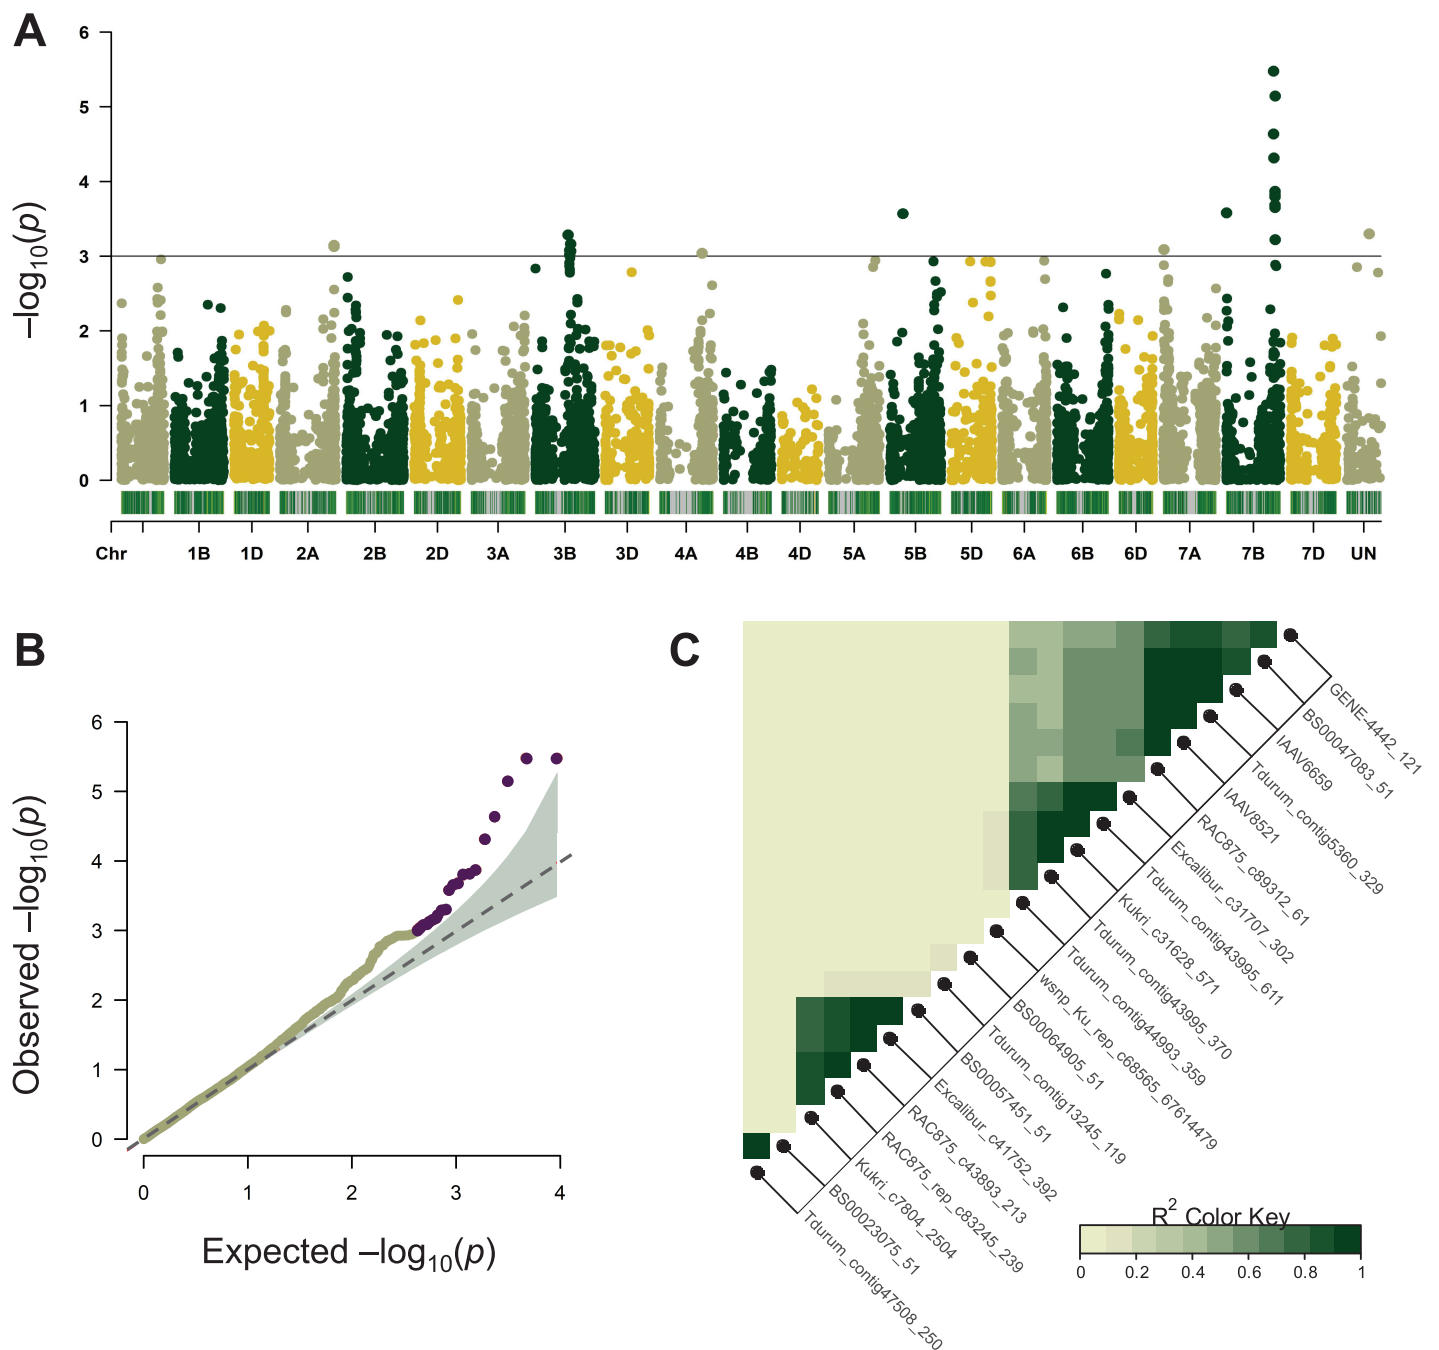 A
6
5
4
3
2
1
0
–log10(p)
Chr 1B 1D 2A 2B 2D 3A 3B 3D 4A 4B 4D 5A 5B 5D 6A 6B 6D 7A 7B 7D UN
B
6
5
4
3
2
1
0
Observed –log10(p)
0 1 2 3 4
Expected –log10(p)
C
GENE-4442_121
BS00047083_51
IAAV6659
Tdurum_contig5360_329
IAAV8521
RAC875_c89312_61
Excalibur_c31707_302
Tdurum_contig43995_611
Kukri_c31628_571
Tdurum_contig43995_370
Tdurum_contig44993_359
wsnp_Ku_rep_c68565_67614479
BS00064905_51
Tdurum_contig13245_119
BS00057451_51
Excalibur_c41752_392
RAC875_c43893_213
RAC875_rep_c83245_239
Kukri_c7804_2504
BS00023075_51
Tdurum_contig47508_250
R2 Color Key
0 0.2 0.4 0.6 0.8 1